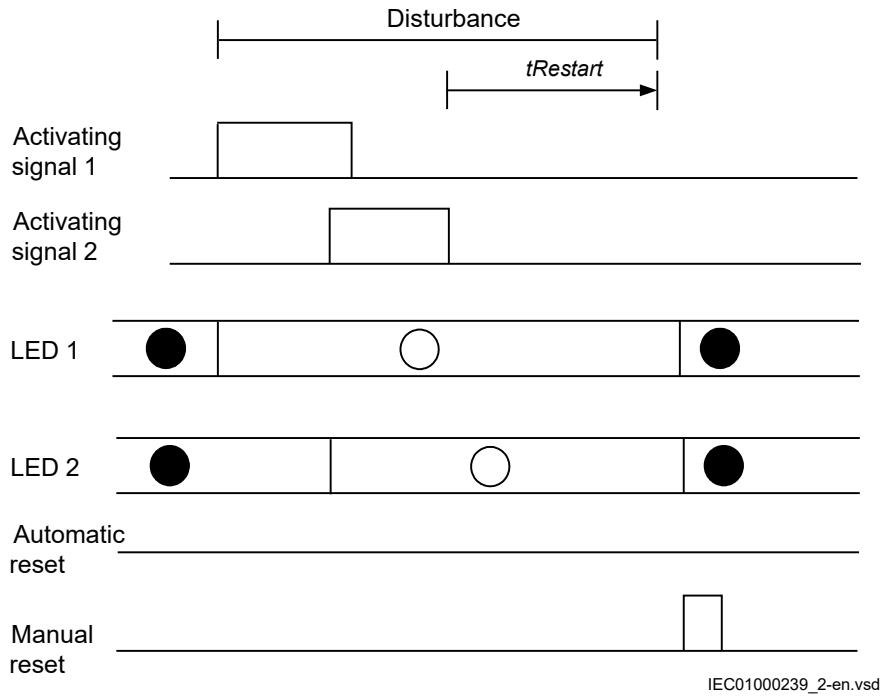 Disturbance
tRestart
Activating
signal 1
Activating
signal 2
LED 1
LED 2
Automatic
reset
Manual
reset
IEC01000239_2-en.vsd